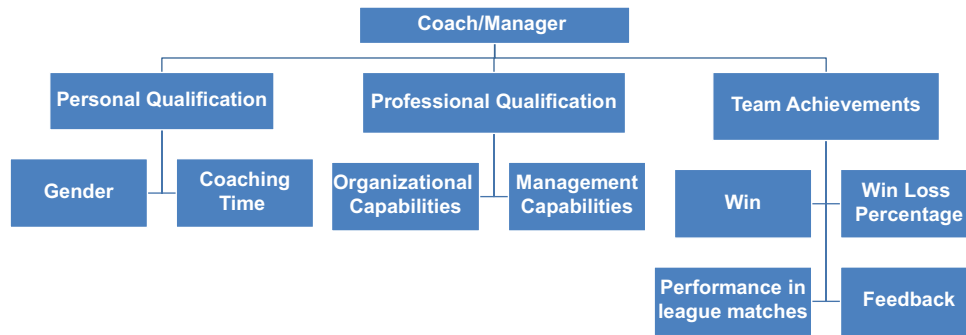 Coach/Manager
Personal Qualification
Professional Qualification
Team Achievements
Gender
Coaching
Time
Organizational
Capabilities
Management
Capabilities
Win
Win Loss
Percentage
Performance in
league matches
Feedback